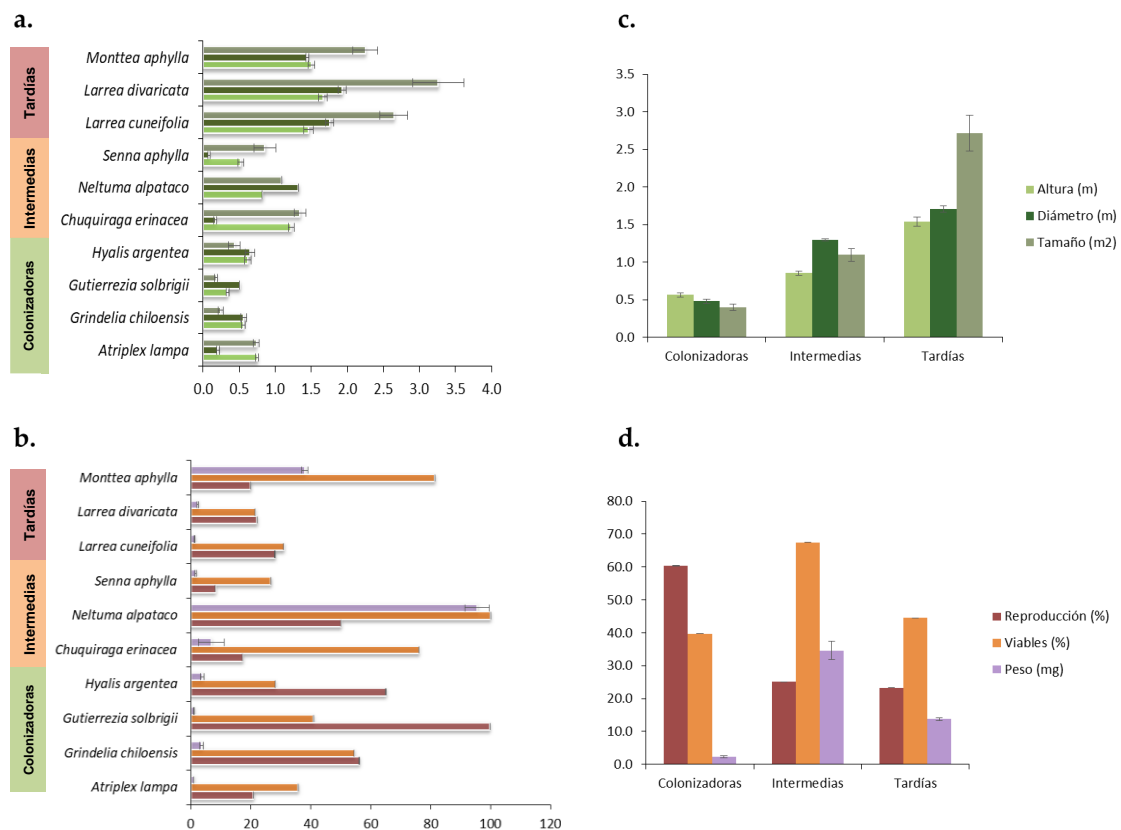 a.
Tardías
Intermedias
Colonizadoras
Monttea aphylla
Larrea divaricata
Larrea cuneifolia
Senna aphylla
Neltuma alpataco
Chuquiraga erinacea
Hyalis argentea
Gutierrezia solbrigii
Grindelia chiloensis
Atriplex lampa
0.0 0.5 1.0 1.5 2.0 2.5 3.0 3.5 4.0
b.
Tardías
Intermedias
Colonizadoras
Monttea aphylla
Larrea divaricata
Larrea cuneifolia
Senna aphylla
Neltuma alpataco
Chuquiraga erinacea
Hyalis argentea
Gutierrezia solbrigii
Grindelia chiloensis
Atriplex lampa
0 20 40 60 80 100 120
c.
3.5
3.0
2.5
2.0
1.5
1.0
0.5
0.0
Colonizadoras Intermedias Tardías
Altura (m)
Diámetro (m)
Tamaño (m2)
d.
80.0
70.0
60.0
50.0
40.0
30.0
20.0
10.0
0.0
Colonizadoras Intermedias Tardías
Reproducción (%)
Viables (%)
Peso (mg)